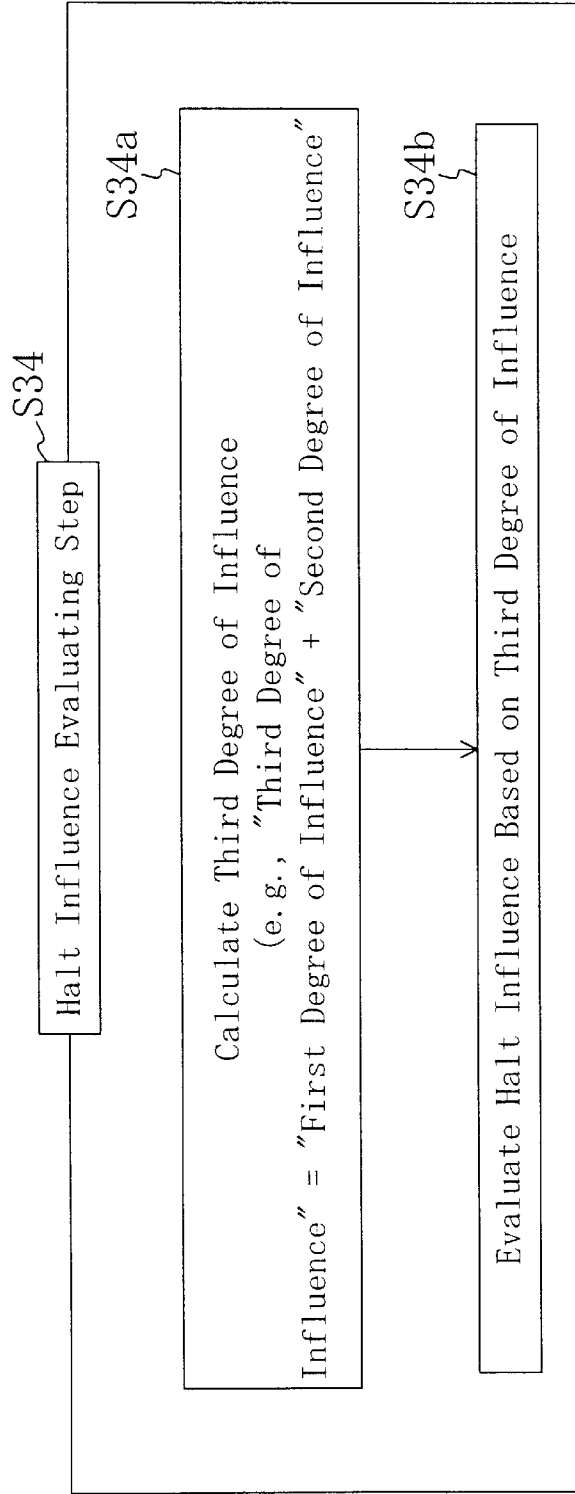 Halt Influence Evaluating Step
S34
S34a
Calculate Third Degree of Influence
(e.g., "Third Degree of
Influence" = "First Degree of Influence" + "Second Degree of Influence"
S34b
Evaluate Halt Influence Based on Third Degree of Influence